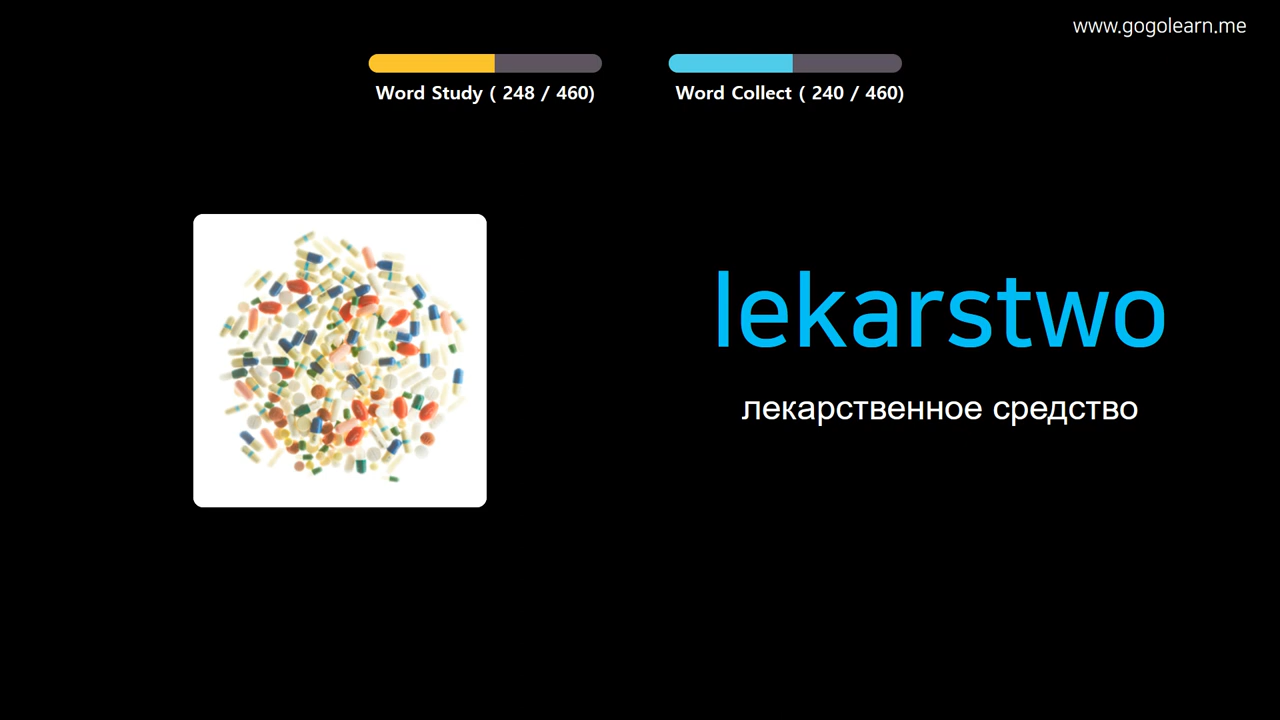 www.gogolearn.me
Word Study ( 248 / 460)
Word Collect ( 240 / 460)
lekarstwo
лекарственное средство